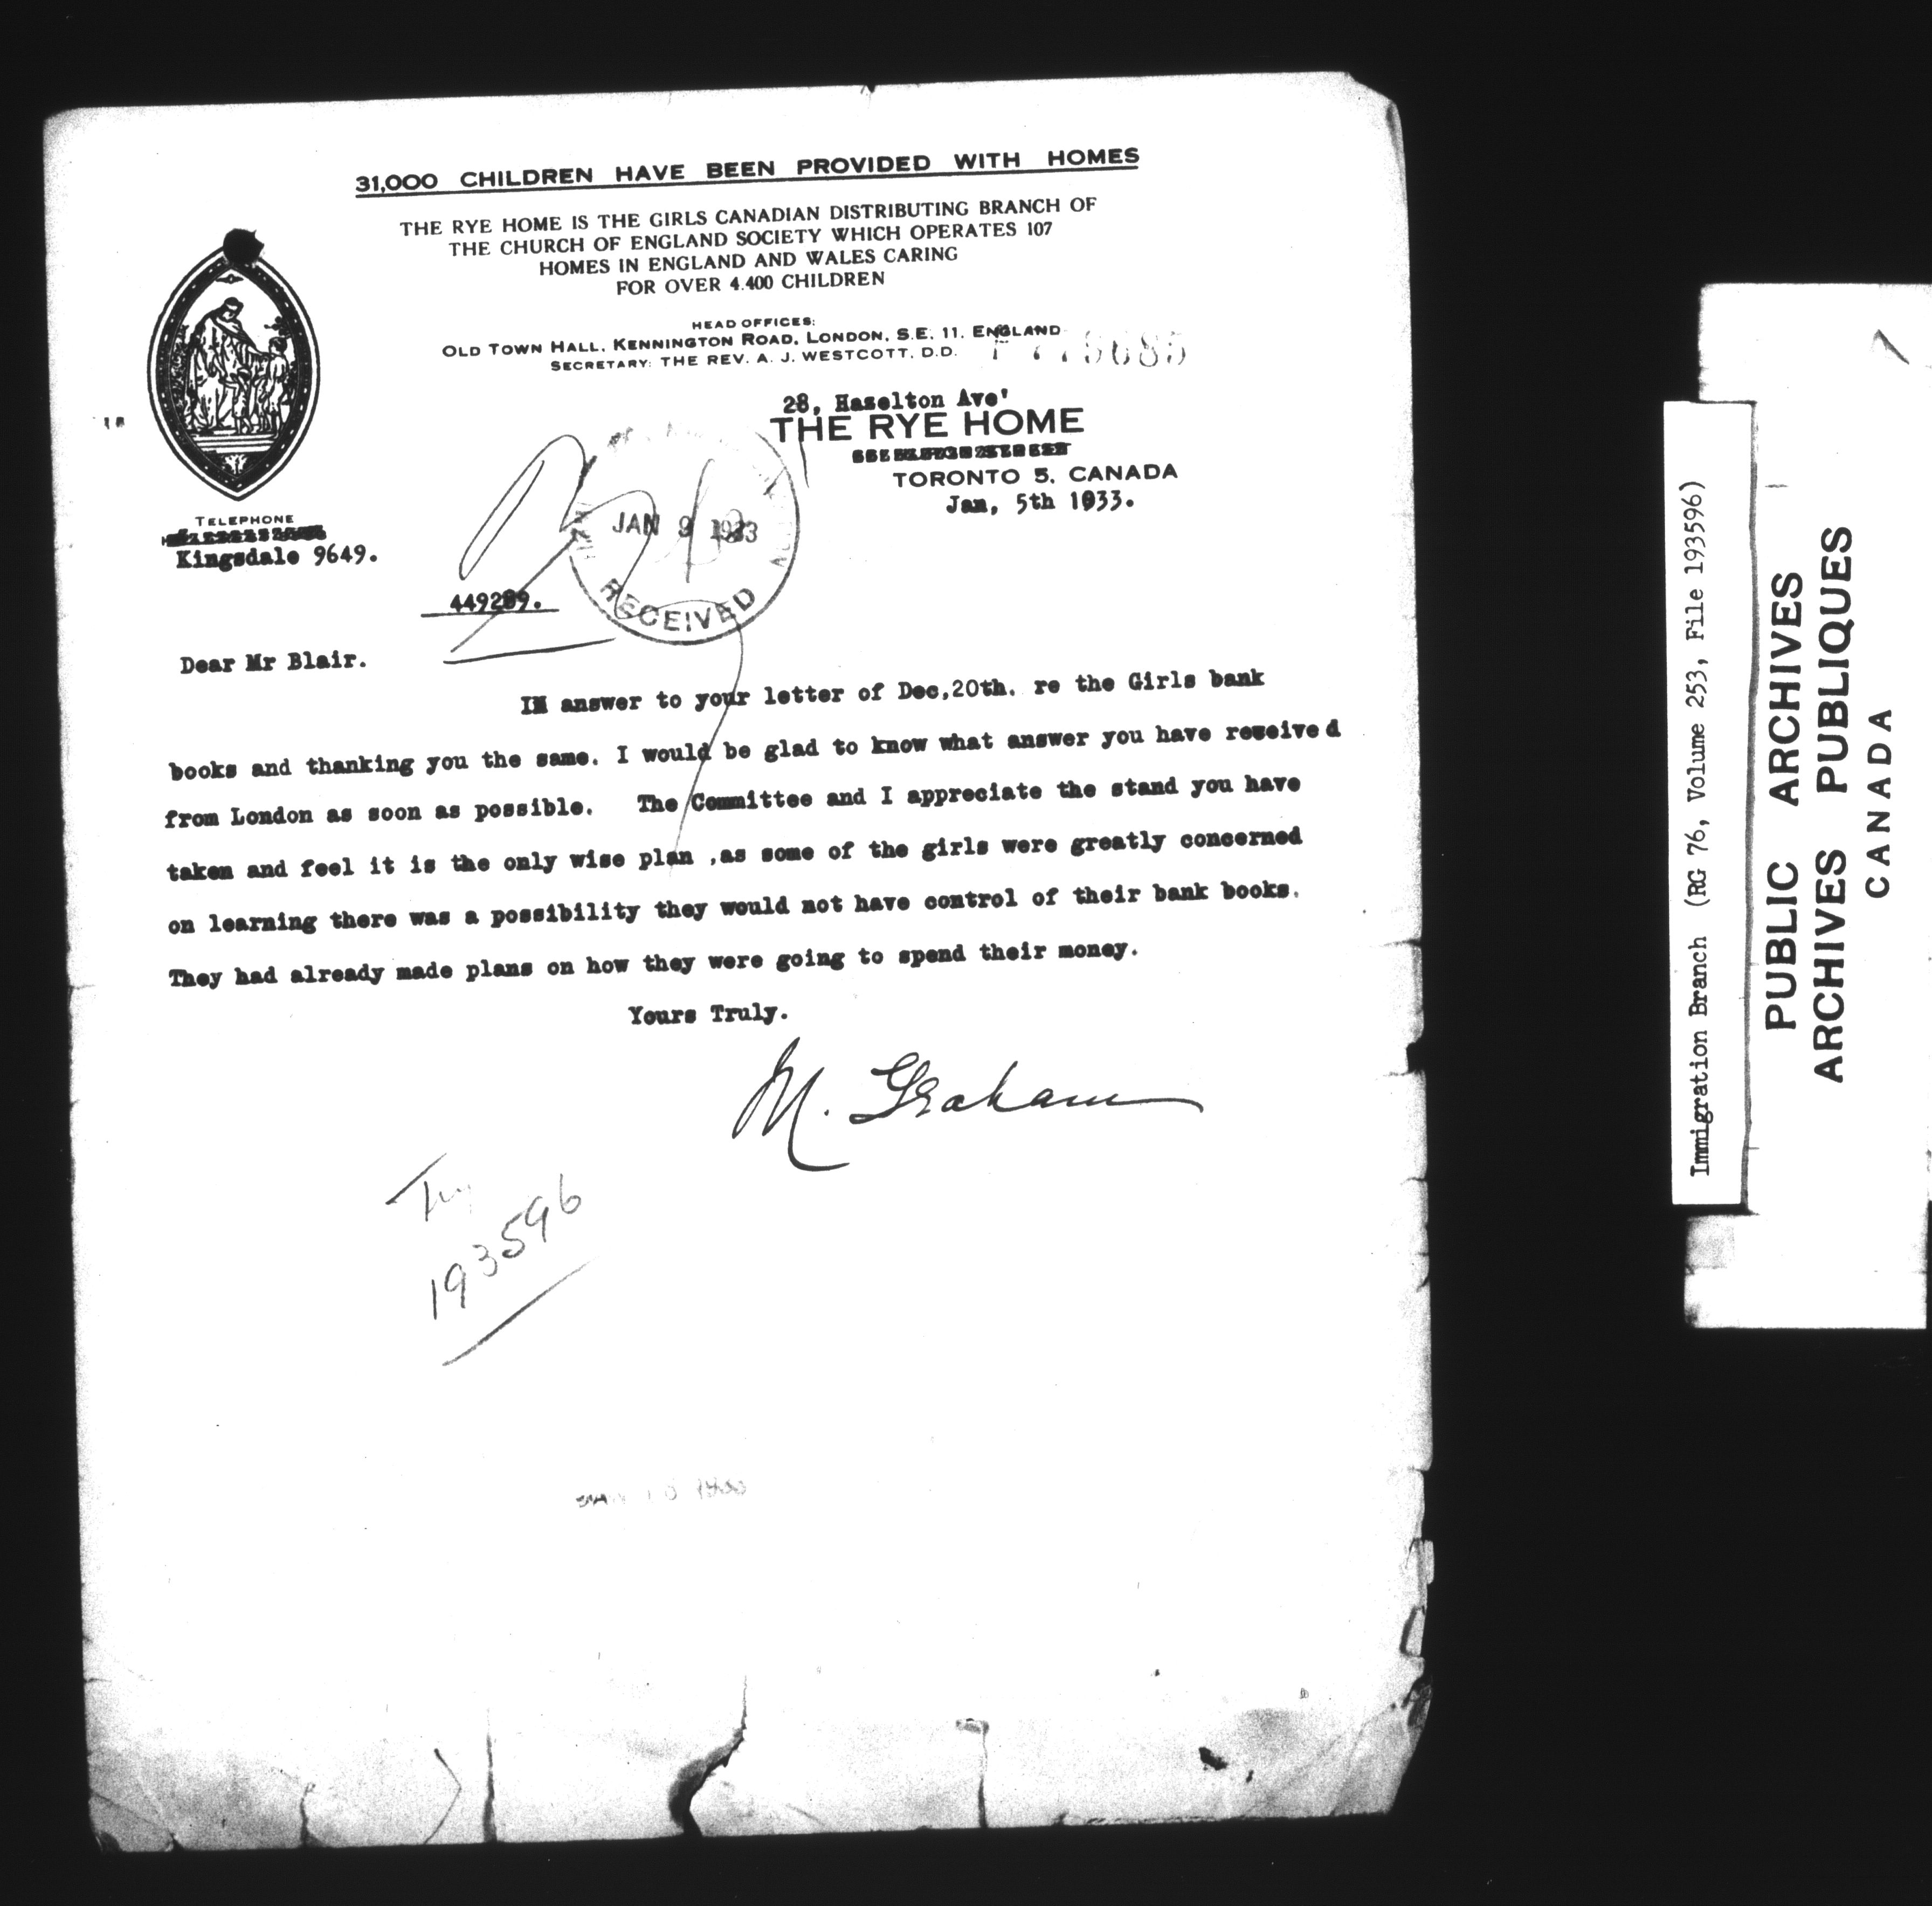 31,000 CHILDREN HAVE BEEN PROVIDED WITH HOMES
THE RYE HOME IS THE GIRLS CANADIAN DISTRIBUTING BRANCH OF
THE CHURCH OF ENGLAND SOCIETY WHICH OPERATES 107
HOMES IN ENGLAND AND WALES CARING
FOR OVER 4.400 CHILDREN
HEAD OFFICES:
OLD TOWN HALL, KENNINGTON ROAD, LONDON, S.E. 11. ENGLAND
SECRETARY: THE REV. A. J. WESTCOTT, D.D.
28, Haselton Ave'
THE RYE HOME
TORONTO 5, CANADA
Jan, 5th 1933.
TELEPHONE
Kingsdale 9649.
JAN 9 1933
RECEIVED
449289.
Dear Mr Blair.
IN answer to your letter of Dec,20th. re the Girls bank
books and thanking you the same. I would be glad to know what answer you have received
from London as soon as possible. The Committee and I appreciate the stand you have
taken and feel it is the only wise plan ,as some of the girls were greatly concerned
on learning there was a possibility they would not have control of their bank books.
They had already made plans on how they were going to spend their money.
Yours Truly.
M. Graham
193596
Immigration Branch (RG 76, Volume 253, File 193596)
PUBLIC ARCHIVES
ARCHIVES PUBLIQUES
CANADA